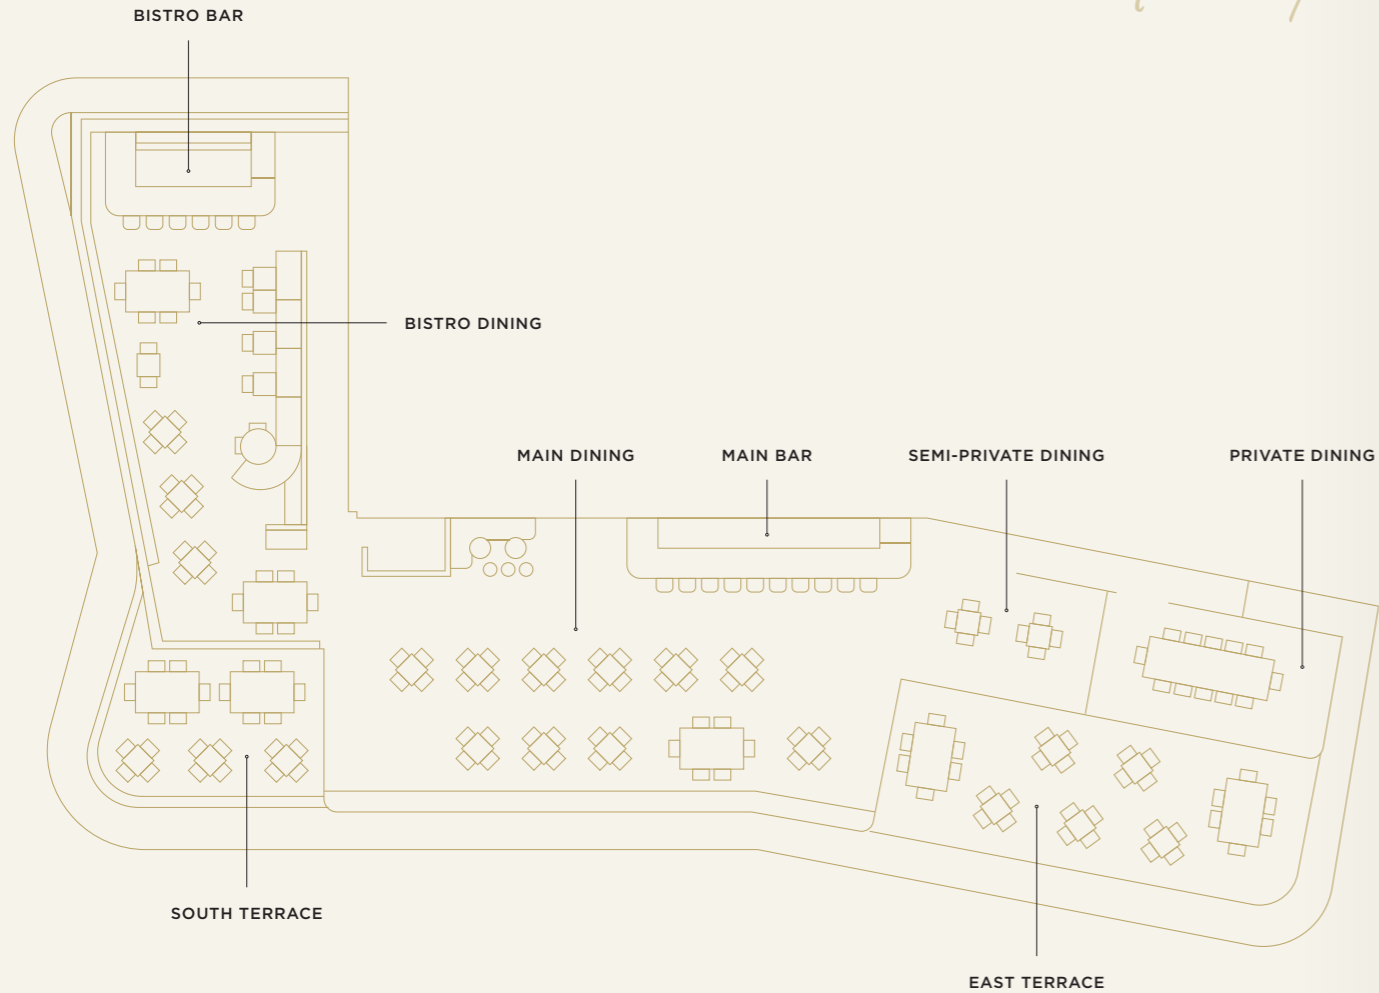 BISTRO BAR
BISTRO DINING
MAIN DINING
MAIN BAR
SEMI-PRIVATE DINING
PRIVATE DINING
SOUTH TERRACE
EAST TERRACE